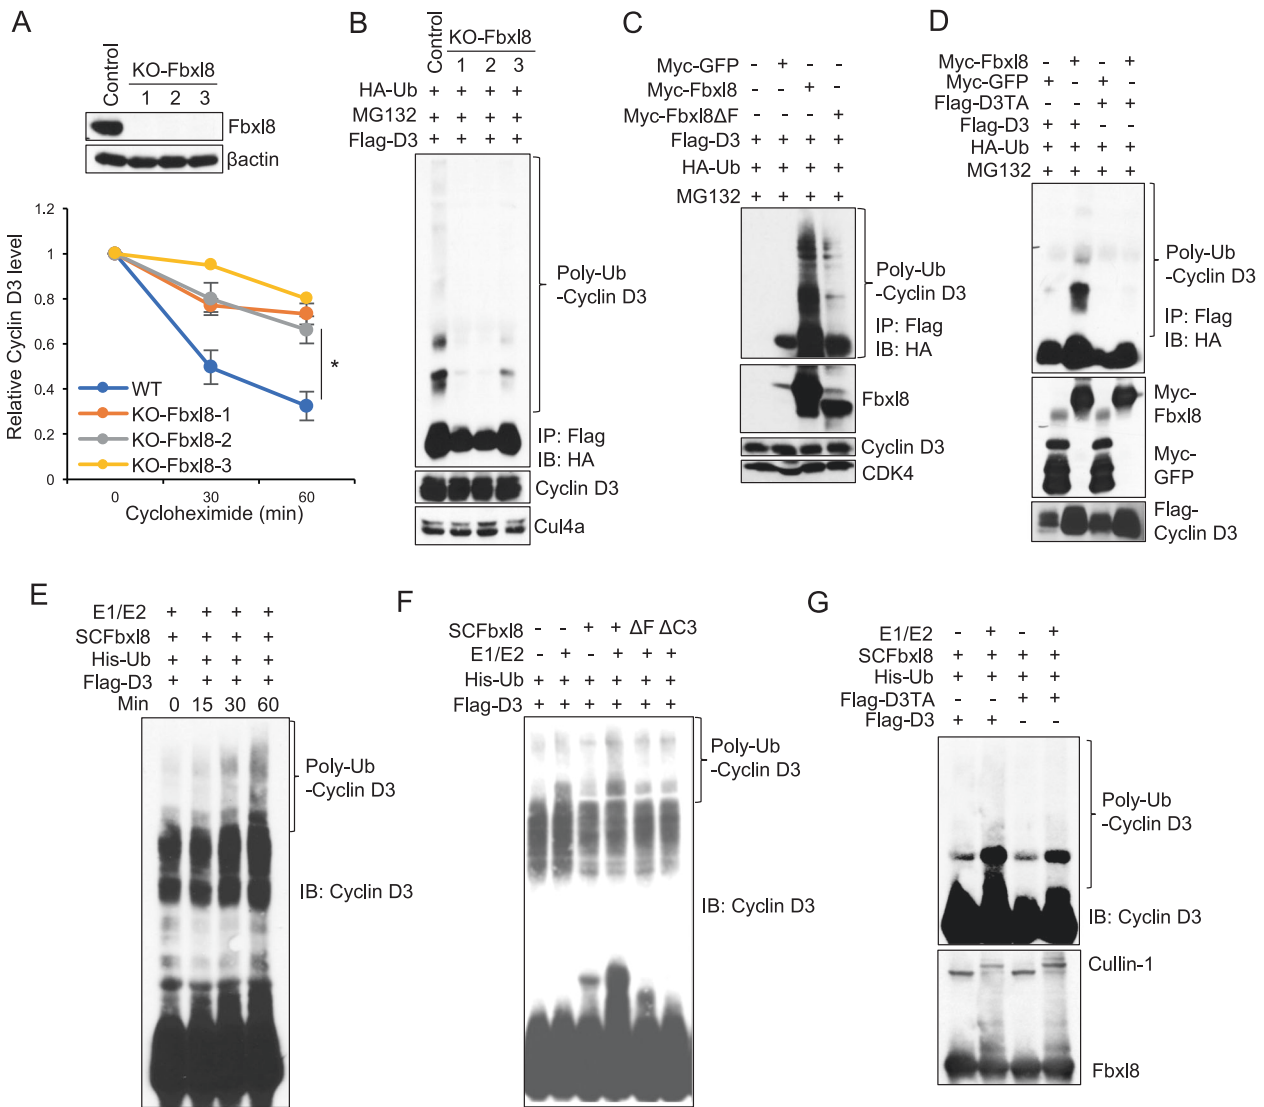 A
Control
KO-Fbxl8
1 2 3
Fbxl8
βactin
Relative Cyclin D3 level
1.2
1
0.8
0.6
0.4
0.2
0
*
WT
KO-Fbxl8-1
KO-Fbxl8-2
KO-Fbxl8-3
0 30 60
Cycloheximide (min)
B
Control
KO-Fbxl8
1 2 3
HA-Ub + + + +
MG132 + + + +
Flag-D3 + + + +
Poly-Ub
-Cyclin D3
IP: Flag
IB: HA
Cyclin D3
Cul4a
C
Myc-GFP - + - -
Myc-Fbxl8 - - + -
Myc-Fbxl8ΔF - - - +
Flag-D3 + + + +
HA-Ub + + + +
MG132 + + + +
Poly-Ub
-Cyclin D3
IP: Flag
IB: HA
Fbxl8
Cyclin D3
CDK4
D
Myc-Fbxl8 - + - +
Myc-GFP + - + -
Flag-D3TA - - + +
Flag-D3 + + - -
HA-Ub + + + +
MG132 + + + +
Poly-Ub
-Cyclin D3
IP: Flag
IB: HA
Myc-
Fbxl8
Myc-
GFP
Flag-
Cyclin D3
E
E1/E2 + + + +
SCFbxl8 + + + +
His-Ub + + + +
Flag-D3 + + + +
Min 0 15 30 60
Poly-Ub
-Cyclin D3
IB: Cyclin D3
F
SCFbxl8 - - + + ΔF ΔC3
E1/E2 - + - + + +
His-Ub + + + + + +
Flag-D3 + + + + + +
Poly-Ub
-Cyclin D3
IB: Cyclin D3
G
E1/E2 - + - +
SCFbxl8 + + + +
His-Ub + + + +
Flag-D3TA - - + +
Flag-D3 + + - -
Poly-Ub
-Cyclin D3
IB: Cyclin D3
Cullin-1
Fbxl8